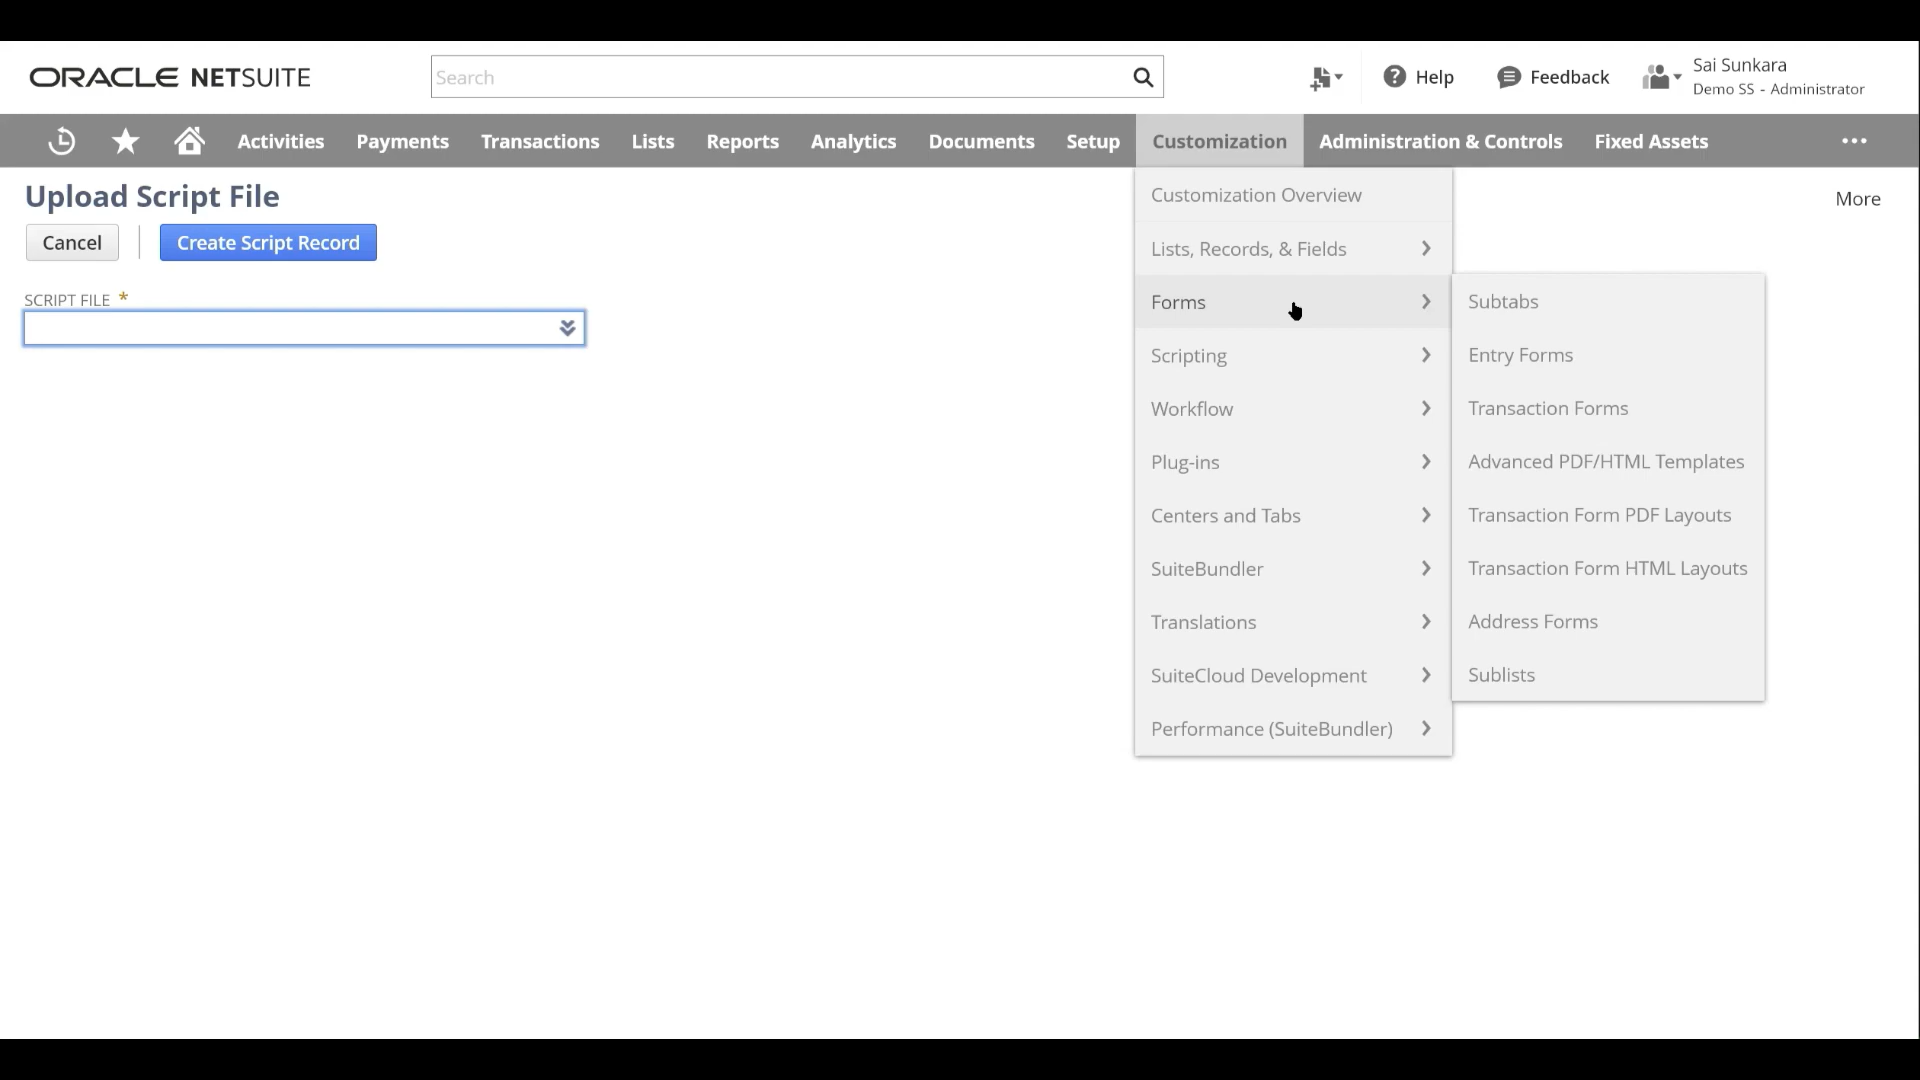 ORACLE NETSUITE
Search
Help
Feedback
Sai Sunkara
Demo SS - Administrator
Activities
Payments
Transactions
Lists
Reports
Analytics
Documents
Setup
Customization
Administration & Controls
Fixed Assets
Upload Script File
More
Cancel
Create Script Record
SCRIPT FILE *
Customization Overview
Lists, Records, & Fields
Forms
Scripting
Workflow
Plug-ins
Centers and Tabs
SuiteBundler
Translations
SuiteCloud Development
Performance (SuiteBundler)
Subtabs
Entry Forms
Transaction Forms
Advanced PDF/HTML Templates
Transaction Form PDF Layouts
Transaction Form HTML Layouts
Address Forms
Sublists